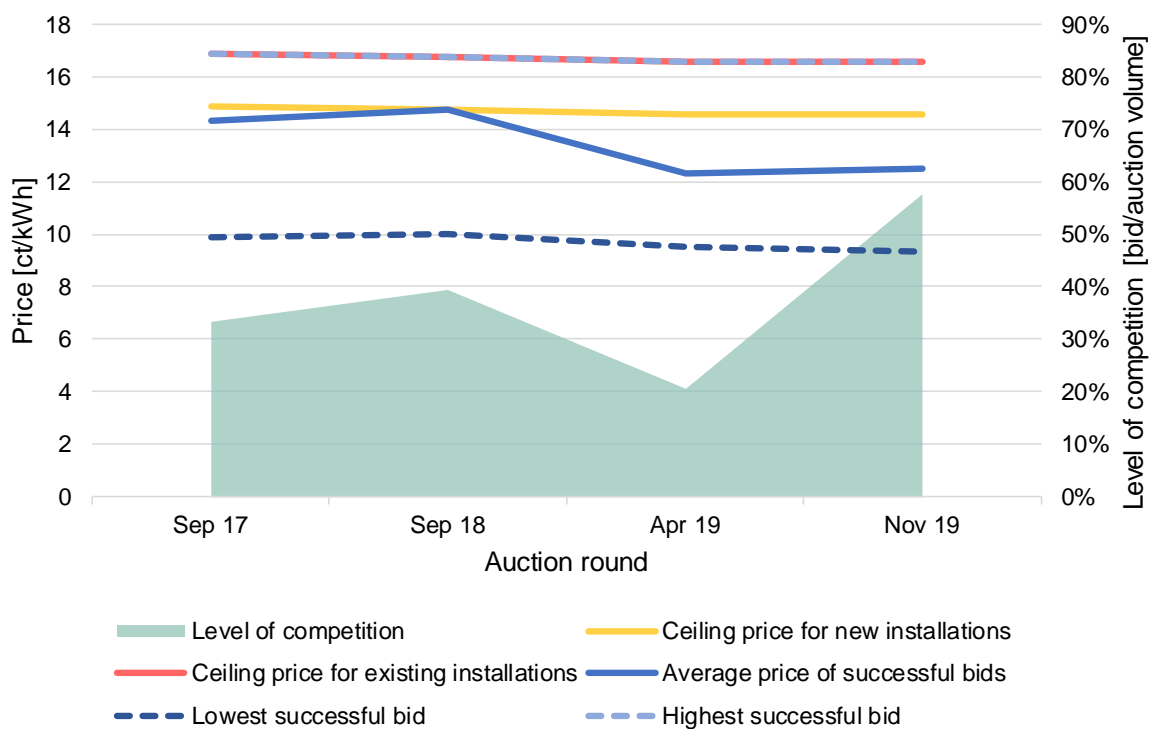 18
16
14
12
10
8
6
4
2
0
Price [ct/kWh]
90%
80%
70%
60%
50%
40%
30%
20%
10%
0%
Level of competition [bid/auction volume]
Sep 17
Sep 18
Apr 19
Nov 19
Auction round
Level of competition
Ceiling price for new installations
Ceiling price for existing installations
Average price of successful bids
Lowest successful bid
Highest successful bid